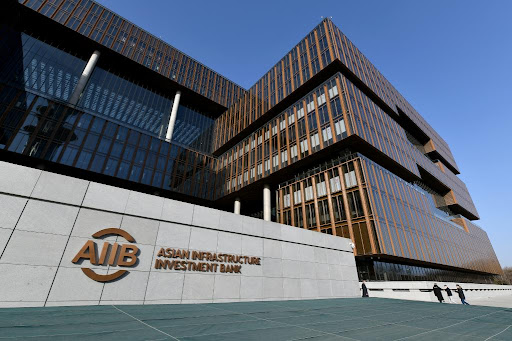 AIIB
ASIAN INFRASTRUCTURE
INVESTMENT BANK